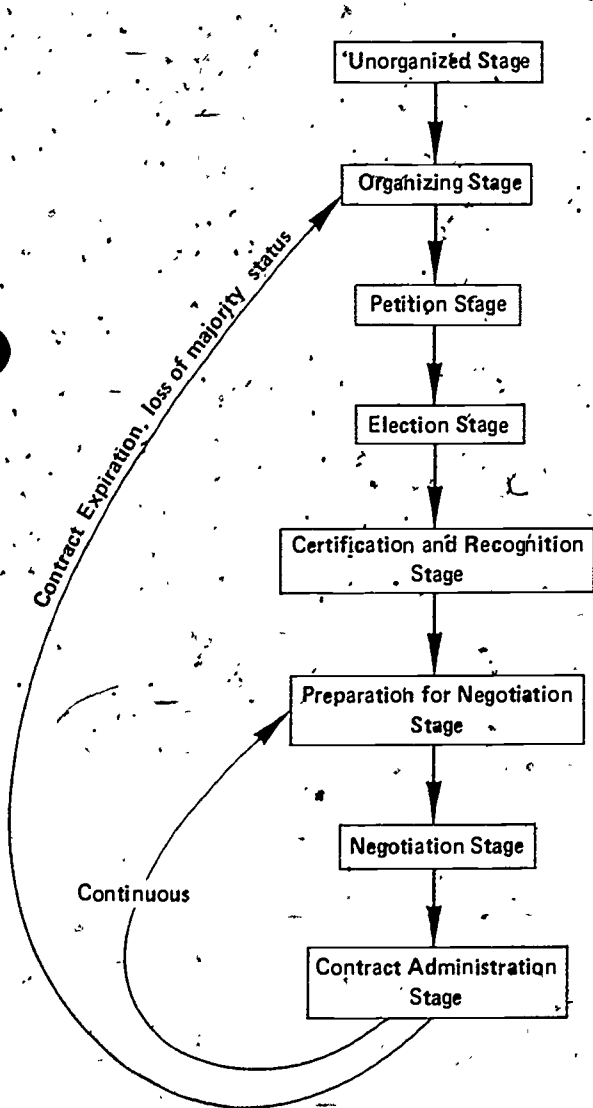 Unorganized Stage
Organizing Stage
Petition Stage
Election Stage
Certification and Recognition
Stage
Preparation for Negotiation
Stage
Negotiation Stage
Contract Administration
Stage
Continuous
Contract Expiration, loss of majority status